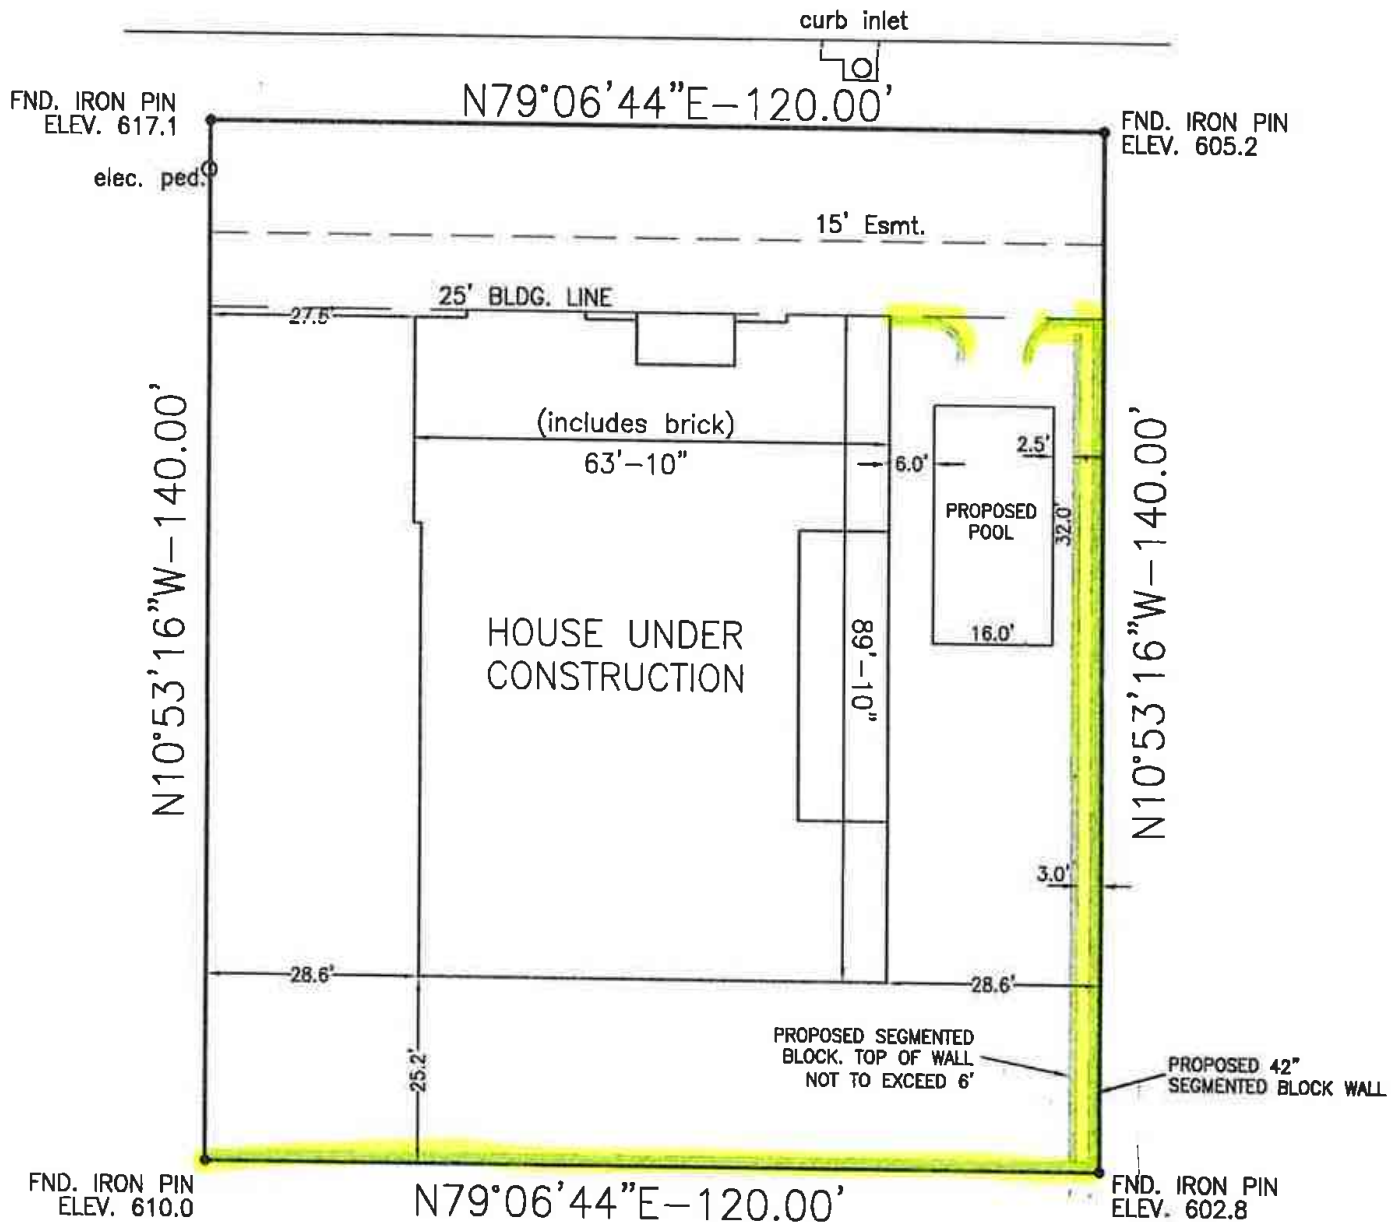 curb inlet
N79°06'44"E-120.00'
FND. IRON PIN
ELEV. 617.1
FND. IRON PIN
ELEV. 605.2
elec. ped.
15' Esmt.
25' BLDG. LINE
27.5'
(includes brick)
63'-10"
6.0'
2.5'
PROPOSED
POOL
32.0'
16.0'
N10°53'16"W-140.00'
N10°53'16"W-140.00'
HOUSE UNDER
CONSTRUCTION
89'-10"
3.0'
28.6'
28.6'
25.2'
PROPOSED SEGMENTED
BLOCK. TOP OF WALL
NOT TO EXCEED 6'
PROPOSED 42"
SEGMENTED BLOCK WALL
FND. IRON PIN
ELEV. 610.0
N79°06'44"E-120.00'
FND. IRON PIN
ELEV. 602.8